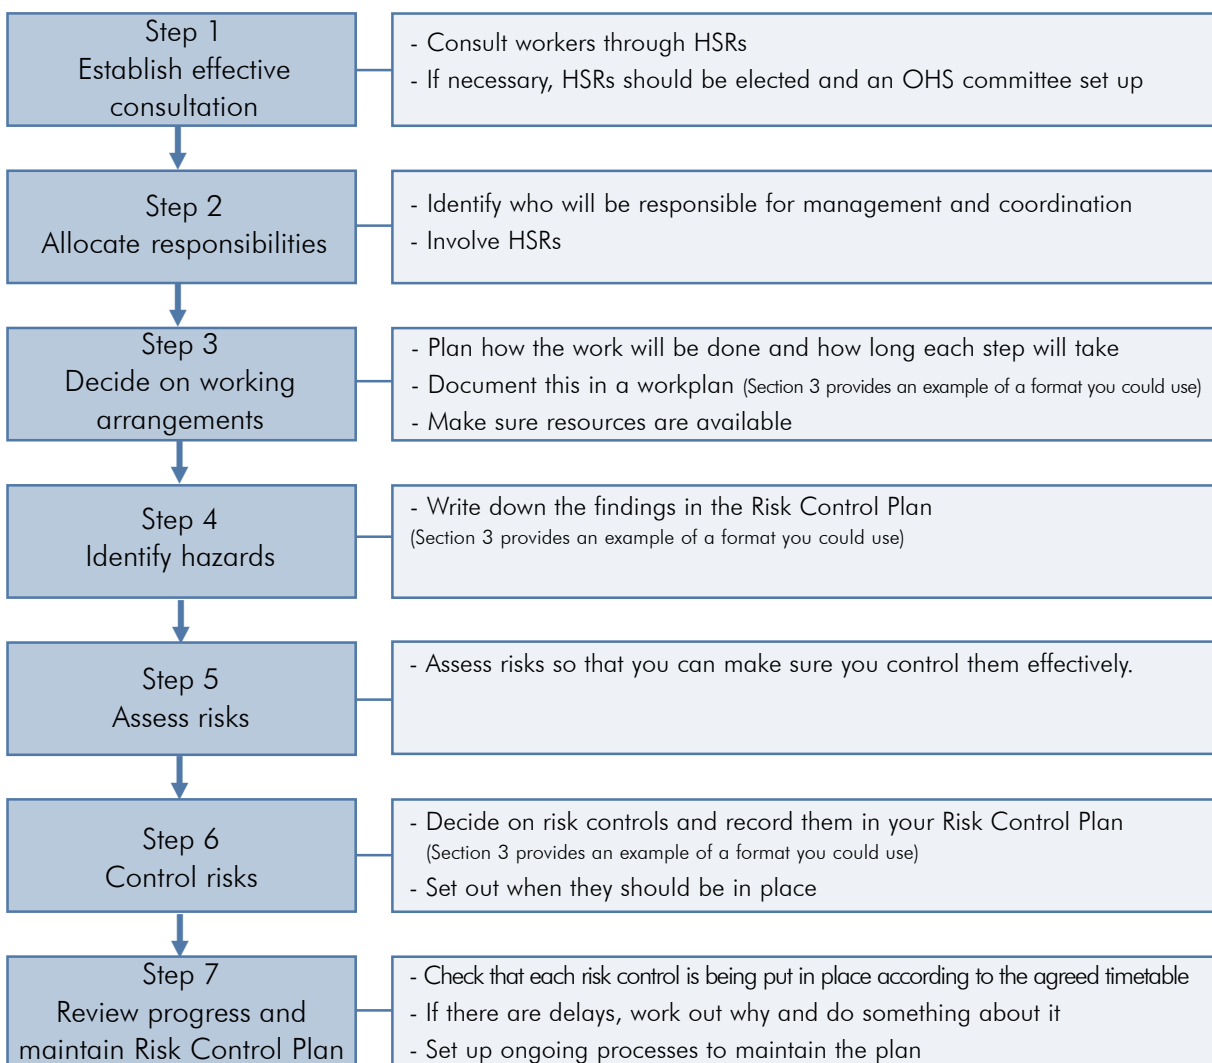 Step 1
Establish effective
consultation
- Consult workers through HSRs
- If necessary, HSRs should be elected and an OHS committee set up
Step 2
Allocate responsibilities
- Identify who will be responsible for management and coordination
- Involve HSRs
Step 3
Decide on working
arrangements
- Plan how the work will be done and how long each step will take
- Document this in a workplan (Section 3 provides an example of a format you could use)
- Make sure resources are available
Step 4
Identify hazards
- Write down the findings in the Risk Control Plan
(Section 3 provides an example of a format you could use)
Step 5
Assess risks
- Assess risks so that you can make sure you control them effectively.
Step 6
Control risks
- Decide on risk controls and record them in your Risk Control Plan
(Section 3 provides an example of a format you could use)
- Set out when they should be in place
Step 7
Review progress and
maintain Risk Control Plan
- Check that each risk control is being put in place according to the agreed timetable
- If there are delays, work out why and do something about it
- Set up ongoing processes to maintain the plan